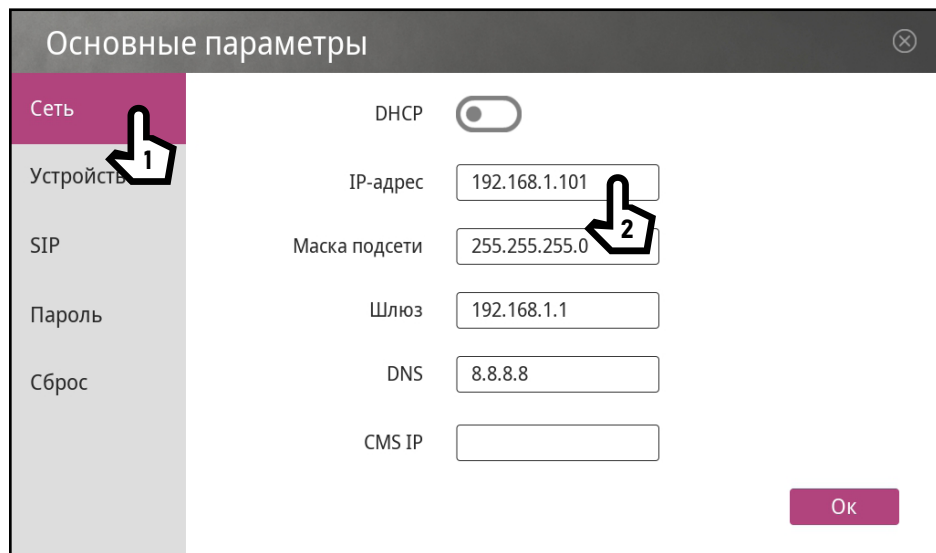 Основные параметры
Сеть
1
Устройств
SIP
Пароль
Сброс
DHCP
IP-адрес 192.168.1.101
2
Маска подсети 255.255.255.0
Шлюз 192.168.1.1
DNS 8.8.8.8
CMS IP
Ок